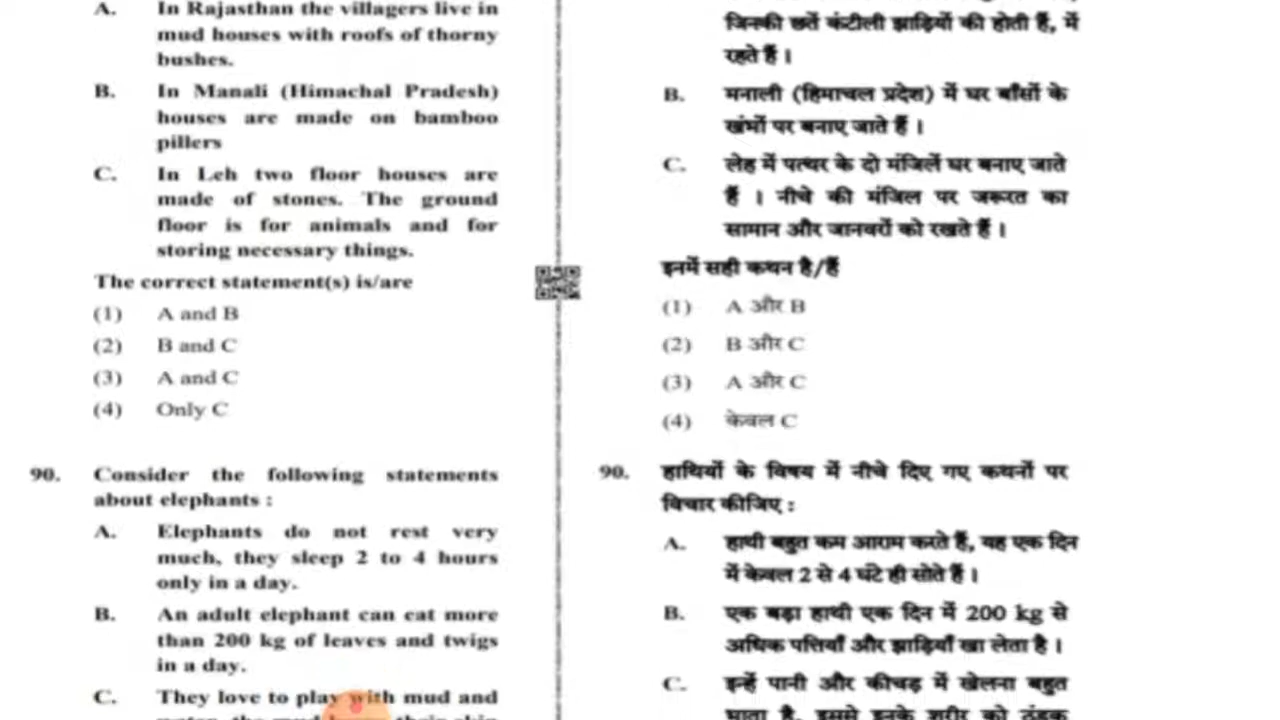 A. In Rajasthan the villagers live in
mud houses with roofs of thorny
bushes.
B. In Manali (Himachal Pradesh)
houses are made on bamboo
pillers
C. In Leh two floor houses are
made of stones. The ground
floor is for animals and for
storing necessary things.
The correct statement(s) is/are
(1) A and B
(2) B and C
(3) A and C
(4) Only C
90. Consider the following statements
about elephants :
A. Elephants do not rest very
much, they sleep 2 to 4 hours
only in a day.
B. An adult elephant can eat more
than 200 kg of leaves and twigs
in a day.
C. They love to play with mud and
जिनकी छतें कंटीली झाड़ियों की होती हैं, में
रहते हैं ।
B. मनाली (हिमाचल प्रदेश) में घर बाँसों के
खंभों पर बनाए जाते हैं ।
C. लेह में पत्थर के दो मंजिलें घर बनाए जाते
हैं । नीचे की मंजिल पर जरूरत का
सामान और जानवरों को रखते हैं ।
इनमें सही कथन है/हैं
(1) A और B
(2) B और C
(3) A और C
(4) केवल C
90. हाथियों के विषय में नीचे दिए गए कथनों पर
विचार कीजिए :
A. हाथी बहुत कम आराम करते हैं, यह एक दिन
में केवल 2 से 4 घंटे ही सोते हैं ।
B. एक बड़ा हाथी एक दिन में 200 kg से
अधिक पत्तियाँ और झाड़ियाँ खा लेता है ।
C. इन्हें पानी और कीचड़ में खेलना बहुत
भाता है, इससे इनके शरीर को ठंडक